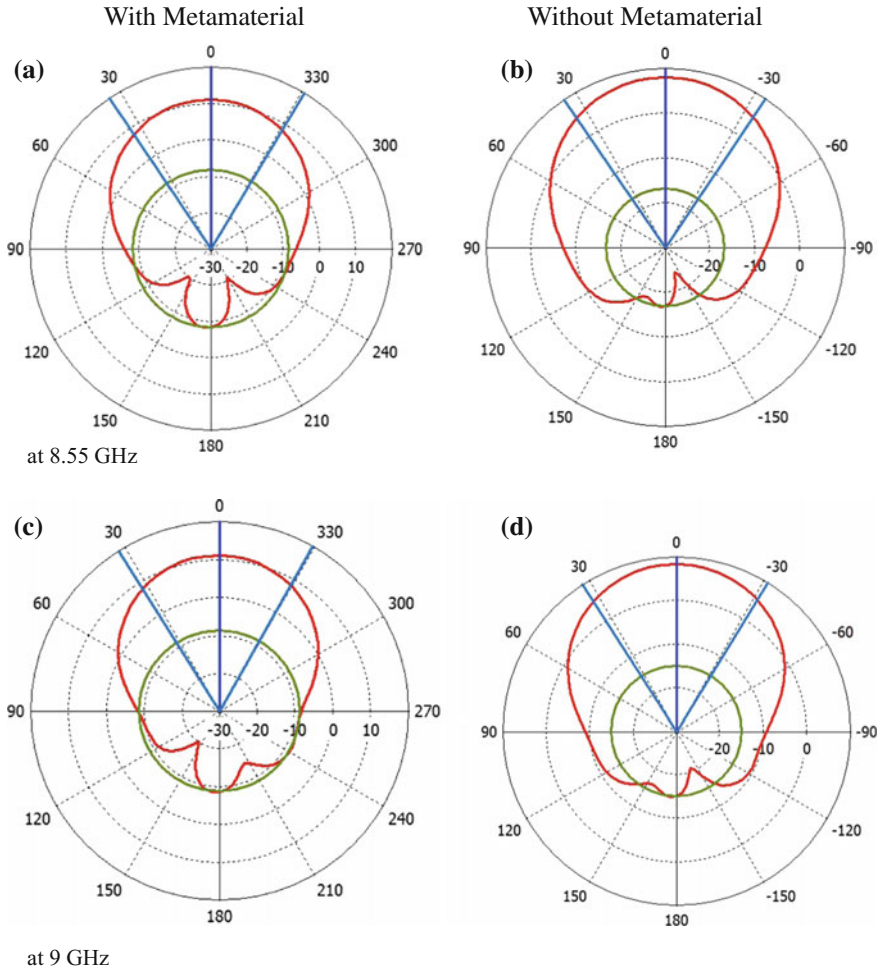 With Metamaterial Without Metamaterial
(a) 0 (b) 0
30 330 30 -30
60 300 60 -60
90 270 90 -90
-30 -20 -10 0 10 -20 -10 0
120 240 120 -120
150 210 150 -150
180 180
at 8.55 GHz
(c) 0 (d) 0
30 330 30 -30
60 300 60 -60
90 270 90 -90
-30 -20 -10 0 10 -20 -10 0
120 240 120 -120
150 210 150 -150
180 180
at 9 GHz